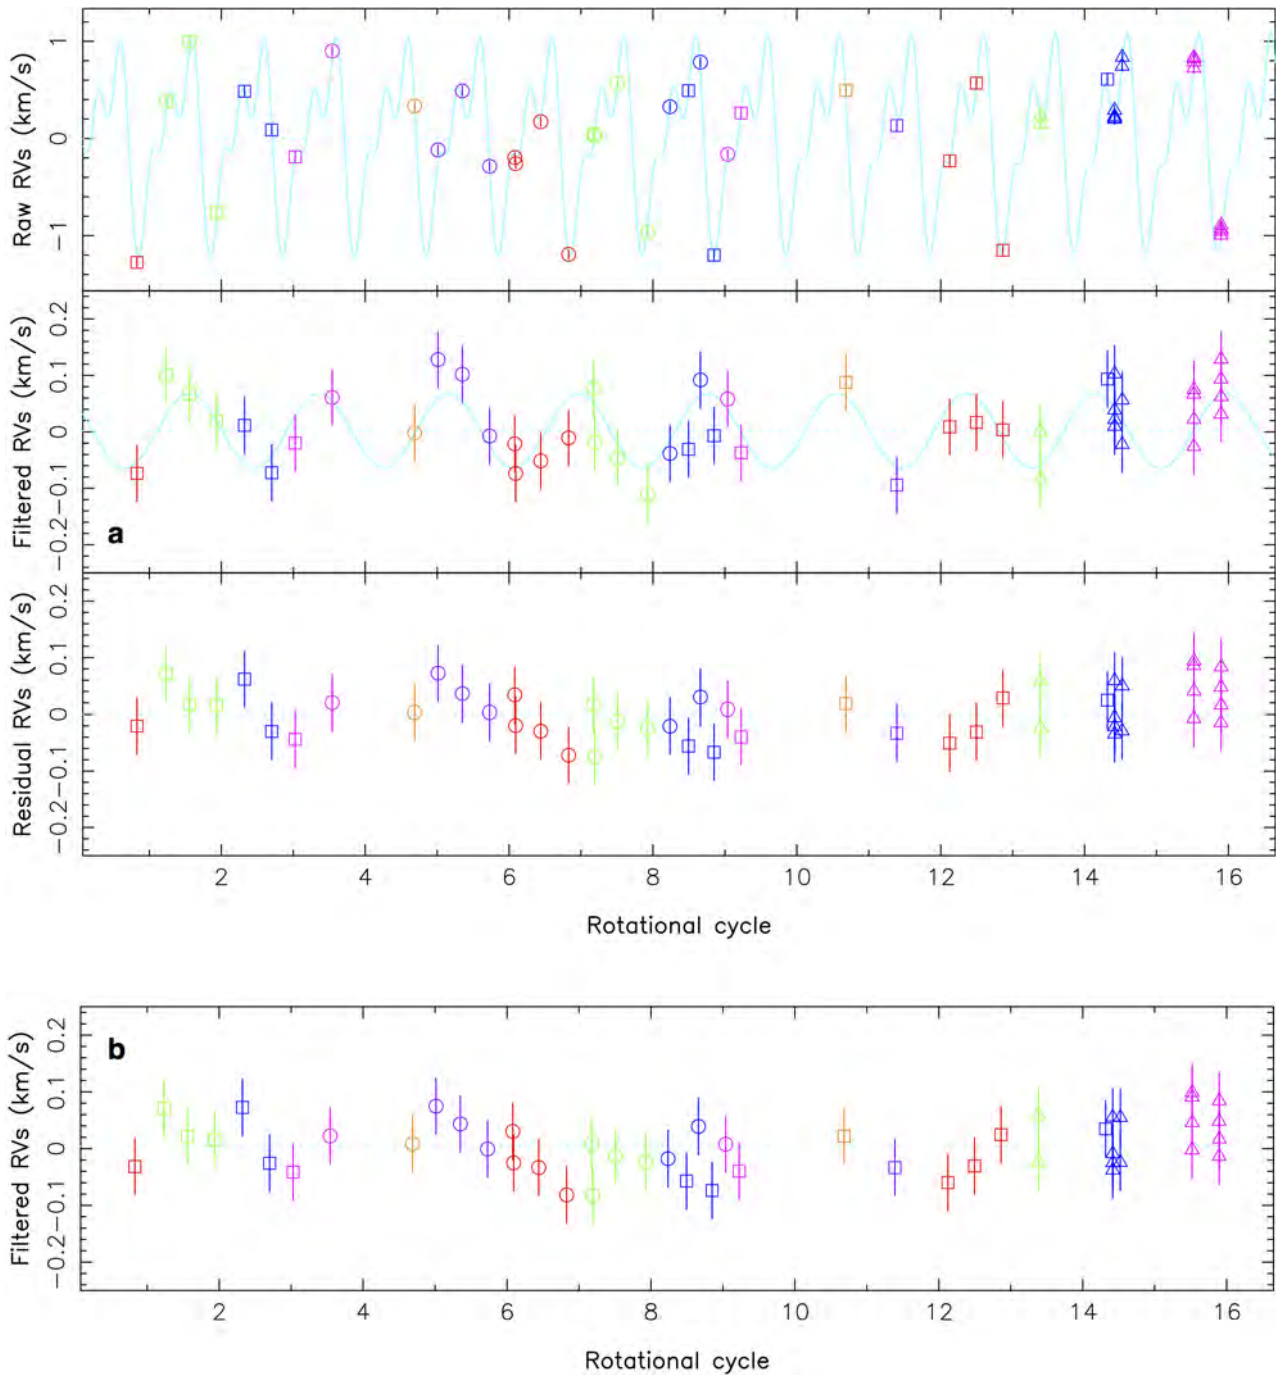 Raw RVs (km/s)
1
0
−1
Filtered RVs (km/s)
0.2
0.1
0
−0.1
−0.2
a
Residual RVs (km/s)
0.2
0.1
0
−0.1
−0.2
2 4 6 8 10 12 14 16
Rotational cycle
Filtered RVs (km/s)
0.2
0.1
0
−0.1
−0.2
b
2 4 6 8 10 12 14 16
Rotational cycle